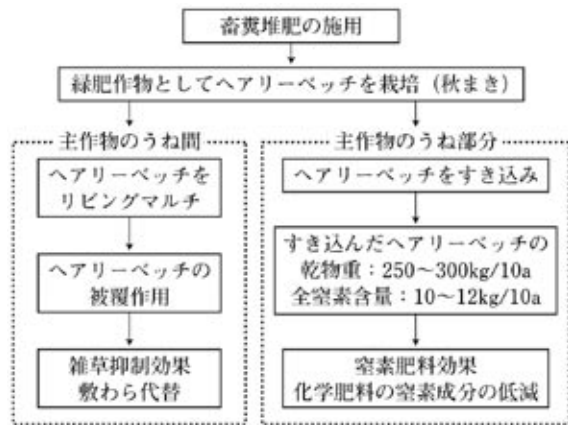 畜糞堆肥の施用
緑肥作物としてヘアリーベッチを栽培（秋まき）
主作物のうね間
ヘアリーベッチを
リビングマルチ
ヘアリーベッチの
被覆作用
雑草抑制効果
敷わら代替
主作物のうね部分
ヘアリーベッチをすき込み
すき込んだヘアリーベッチの
乾物重：250～300kg/10a
全窒素含量：10～12kg/10a
窒素肥料効果
化学肥料の窒素成分の低減